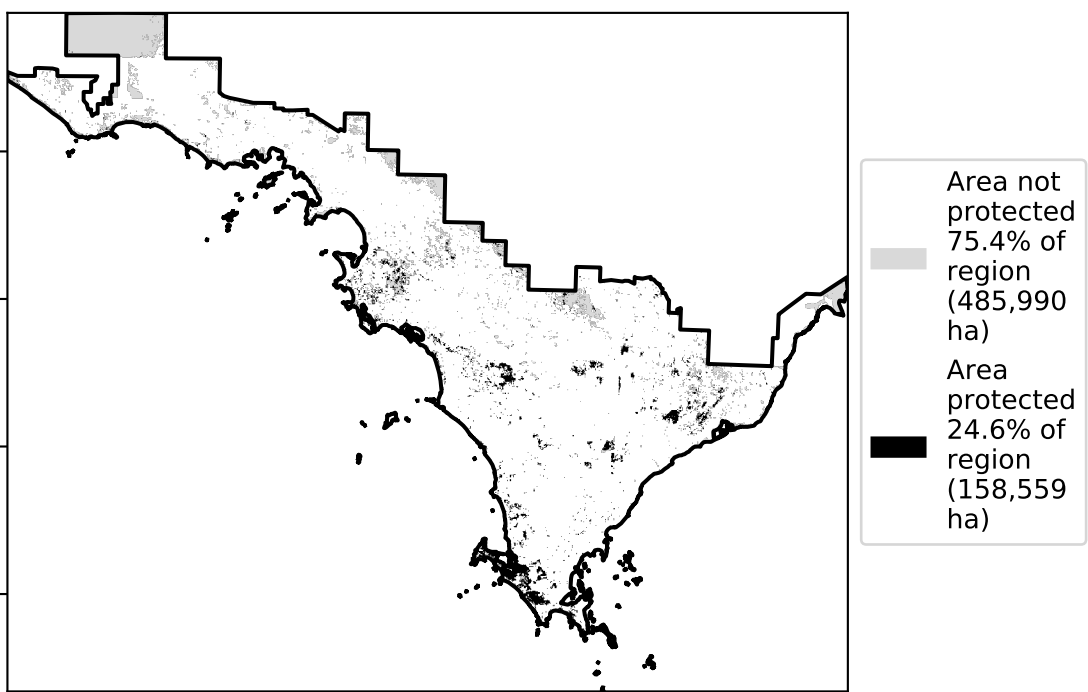 Area not
protected
75.4% of
region
(485,990
ha)
Area
protected
24.6% of
region
(158,559
ha)